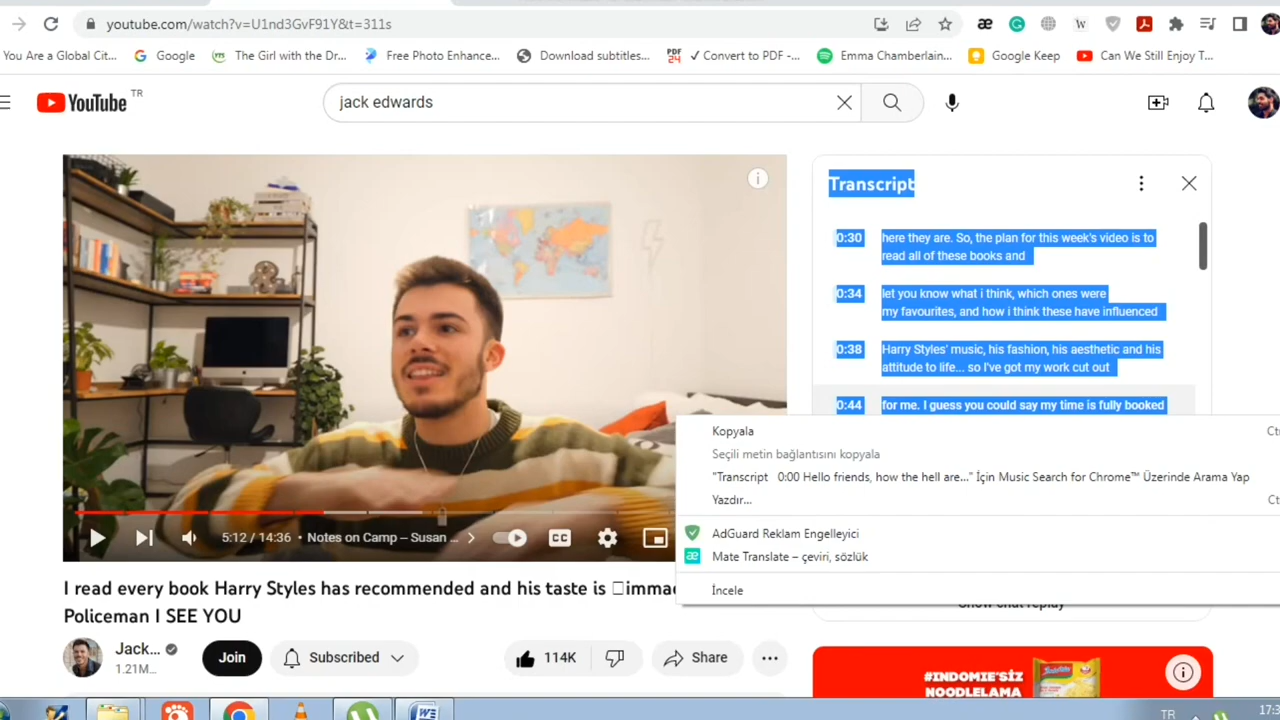 youtube.com/watch?v=U1nd3GvF91Y&t=311s
You Are a Global Cit...
Google
The Girl with the Dr...
Free Photo Enhance...
Download subtitles...
PDF 24
✓ Convert to PDF -...
Emma Chamberlain...
Google Keep
Can We Still Enjoy T...
YouTube TR
jack edwards
Transcript
0:30 here they are. So, the plan for this week's video is to
read all of these books and
0:34 let you know what i think, which ones were
my favourites, and how i think these have influenced
0:38 Harry Styles' music, his fashion, his aesthetic and his
attitude to life... so I've got my work cut out
0:44 for me. I guess you could say my time is fully booked
Kopyala
Seçili metin bağlantısını kopyala
"Transcript 0:00 Hello friends, how the hell are..." İçin Music Search for Chrome™ Üzerinde Arama Yap
Yazdır...
AdGuard Reklam Engelleyici
Mate Translate – çeviri, sözlük
İncele
5:12 / 14:36 • Notes on Camp – Susan ...
CC
I read every book Harry Styles has recommended and his taste is
Policeman I SEE YOU
Jack...
1.21M...
Join
Subscribed
114K
Share
#INDOMIE'SİZ
NOODLELAMA
TR